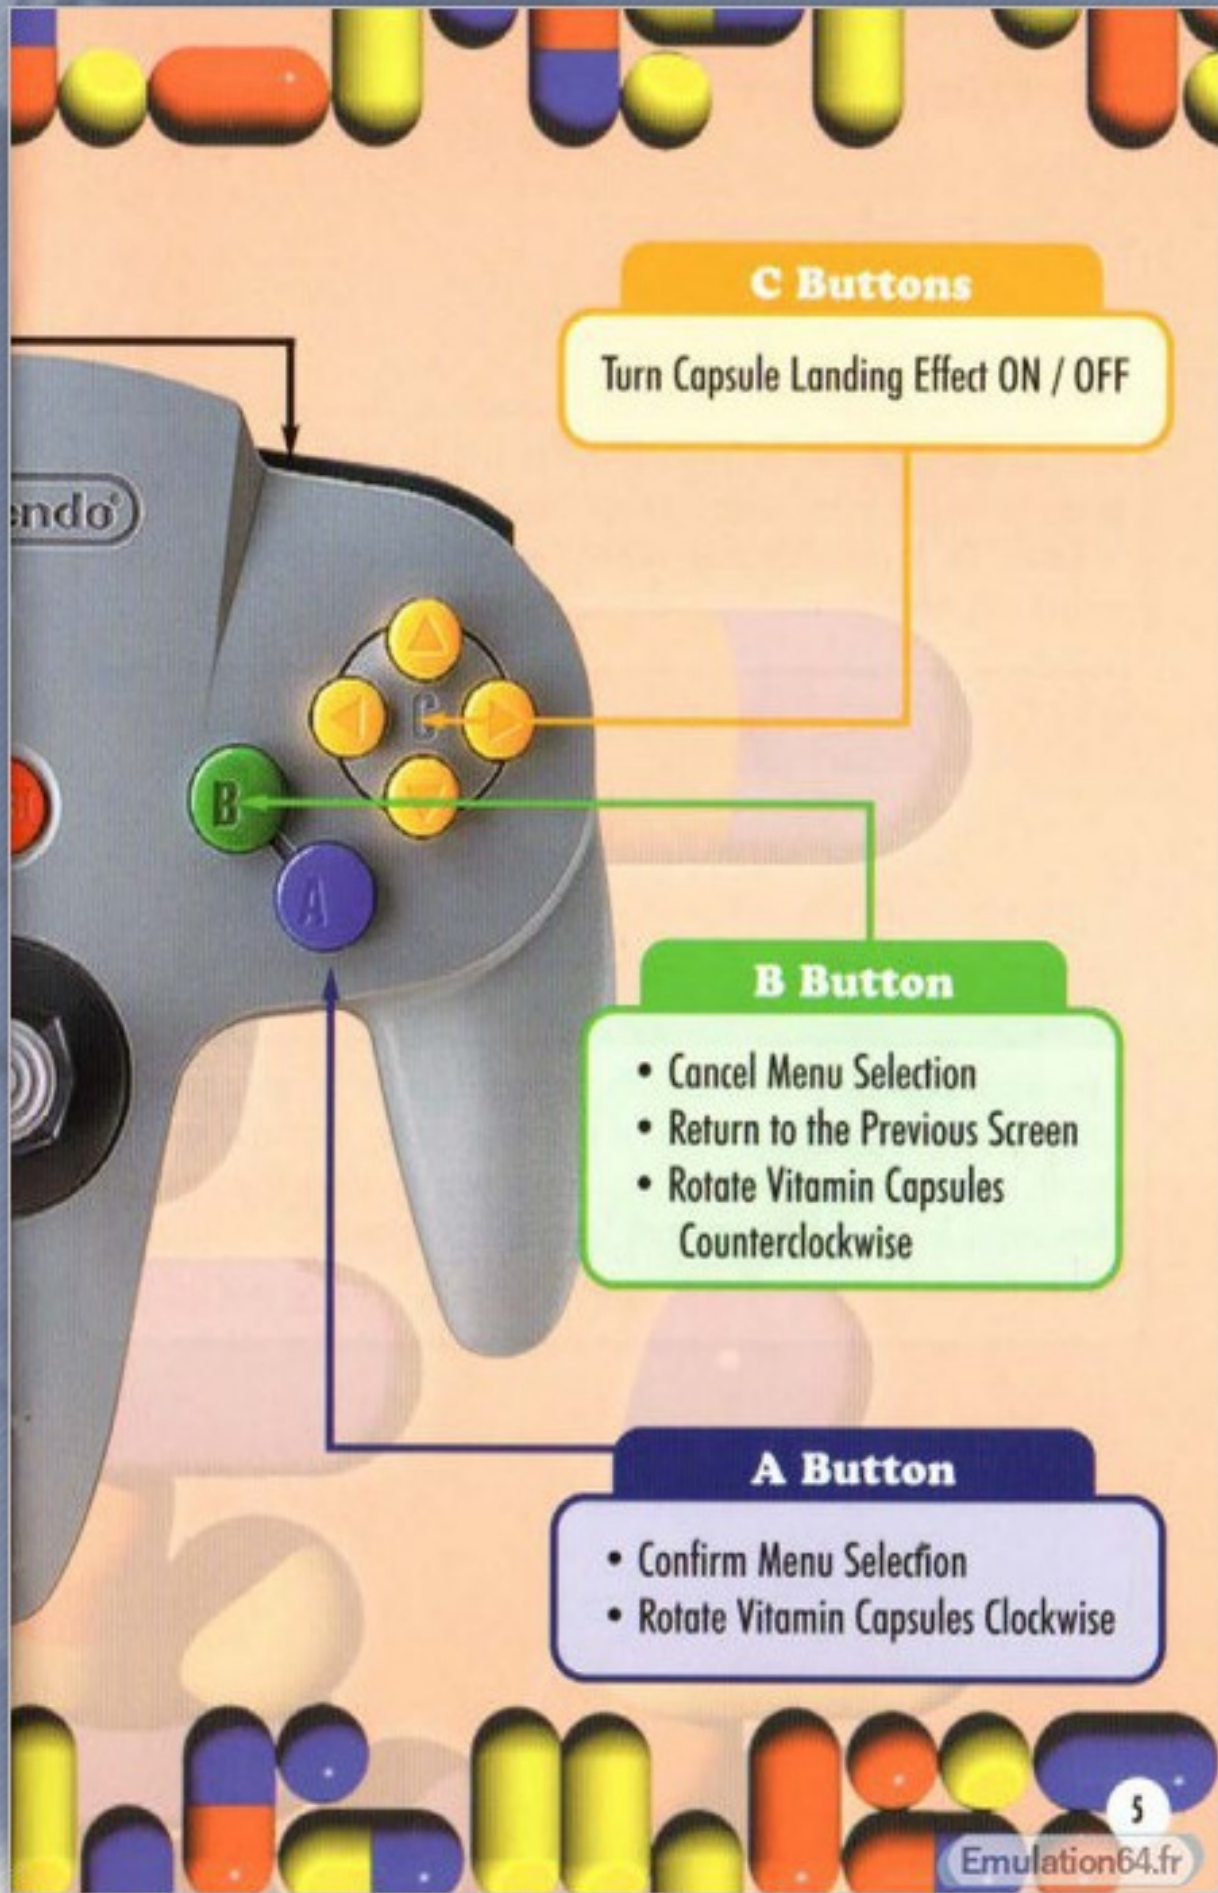 C Buttons
Turn Capsule Landing Effect ON / OFF
endo®
C
B
A
B Button
• Cancel Menu Selection
• Return to the Previous Screen
• Rotate Vitamin Capsules
Counterclockwise
A Button
• Confirm Menu Selection
• Rotate Vitamin Capsules Clockwise
5
Emulation64.fr